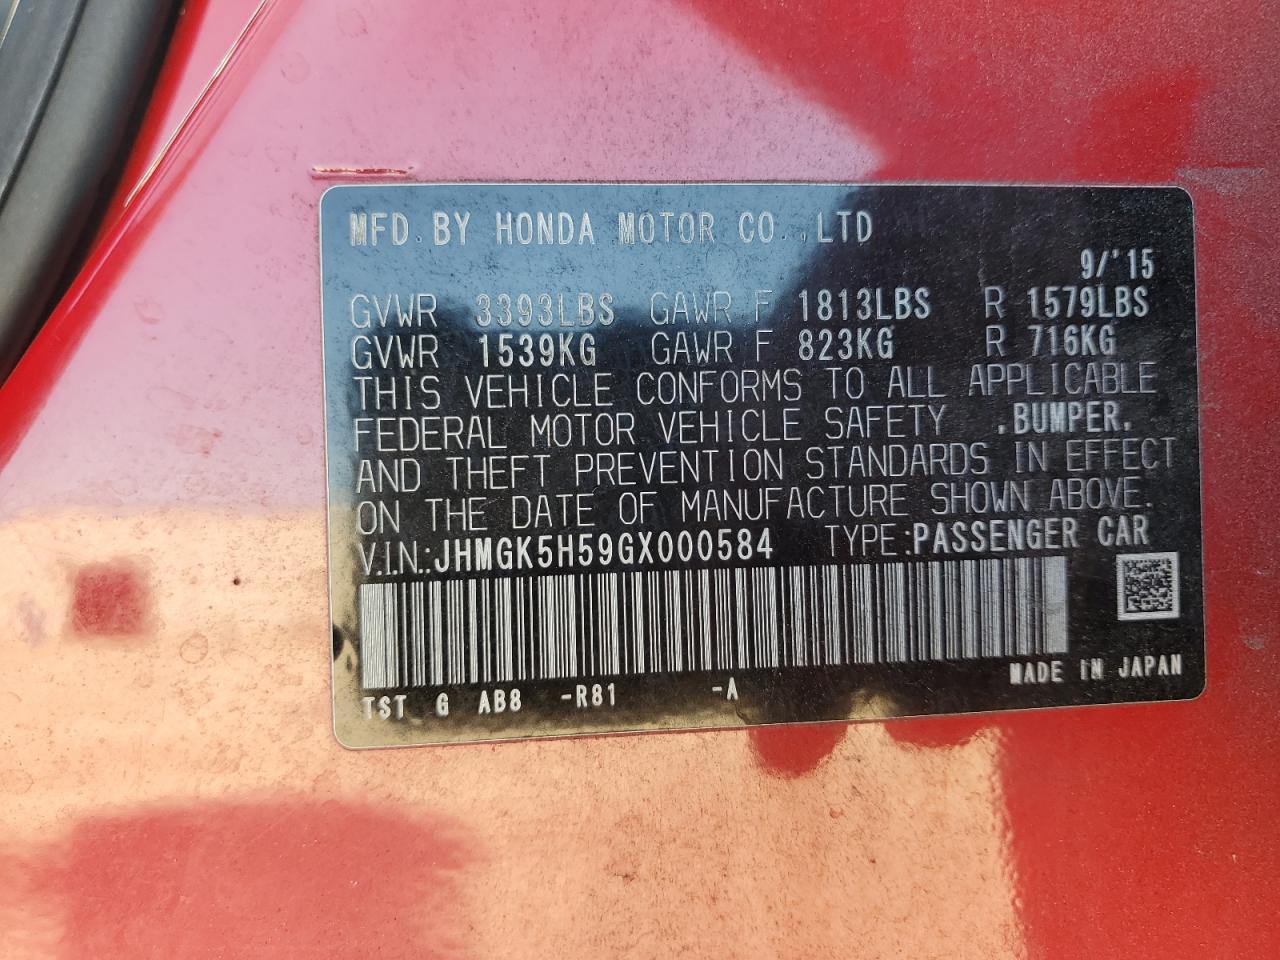 MFD. BY HONDA MOTOR CO.,LTD
9/'15
GVWR 3393LBS GAWR F 1813LBS R 1579LBS
GVWR 1539KG GAWR F 823KG R 716KG
THIS VEHICLE CONFORMS TO ALL APPLICABLE
FEDERAL MOTOR VEHICLE SAFETY .BUMPER.
AND THEFT PREVENTION STANDARDS IN EFFECT
ON THE DATE OF MANUFACTURE SHOWN ABOVE.
V.I.N.:JHMGK5H59GX000584 TYPE:PASSENGER CAR
MADE IN JAPAN
TST G AB8 -R81 -A